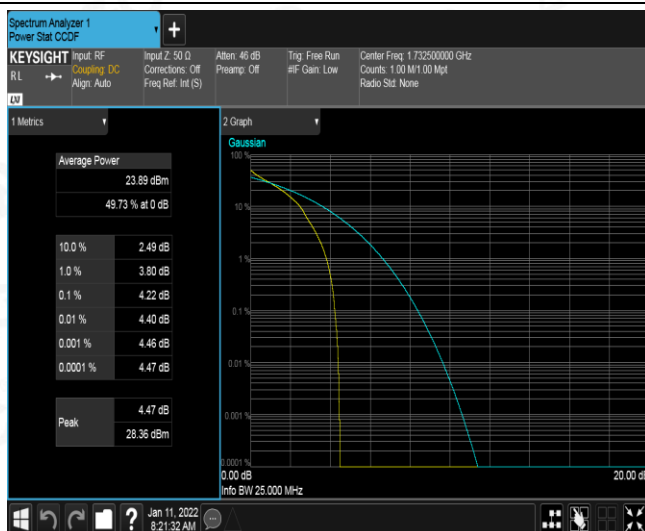 Spectrum Analyzer 1
Power Stat CCDF
+
KEYSIGHT
RL
LXI
Input: RF
Coupling: DC
Align: Auto
Input Z: 50 Ω
Corrections: Off
Freq Ref: Int (S)
Atten: 46 dB
Preamp: Off
Trig: Free Run
#IF Gain: Low
Center Freq: 1.732500000 GHz
Counts: 1.00 M/1.00 Mpt
Radio Std: None
1 Metrics
Average Power
23.89 dBm
49.73 % at 0 dB
10.0 % 2.49 dB
1.0 % 3.80 dB
0.1 % 4.22 dB
0.01 % 4.40 dB
0.001 % 4.46 dB
0.0001 % 4.47 dB
Peak
4.47 dB
28.36 dBm
2 Graph
Gaussian
100 %
10 %
1 %
0.1 %
0.01 %
0.001 %
0.0001 %
0.00 dB
20.00 d
Info BW 25.000 MHz
?
Jan 11, 2022
8:21:32 AM